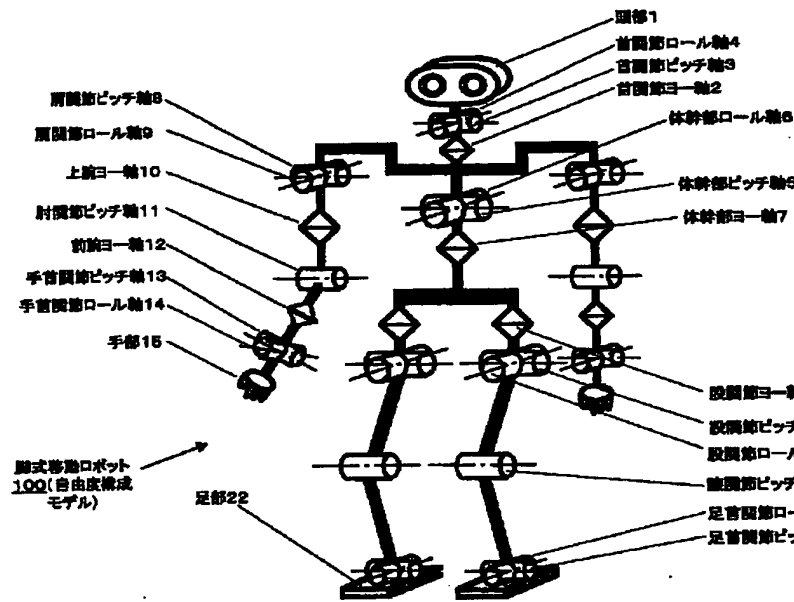 頭部1
首関節ロール軸4
首関節ピッチ軸3
首関節ヨー軸2
体幹部ロール軸6
体幹部ピッチ軸5
体幹部ヨー軸7
肩関節ピッチ軸8
肩関節ロール軸9
上腕ヨー軸10
肘関節ピッチ軸11
前腕ヨー軸12
手首関節ピッチ軸13
手首関節ロール軸14
手部15
股関節ヨー軸
股関節ピッチ
股関節ロール
膝関節ピッチ
足首関節ロー
足首関節ピッ
足部22
脚式移動ロボット
100(自由度構成
モデル)